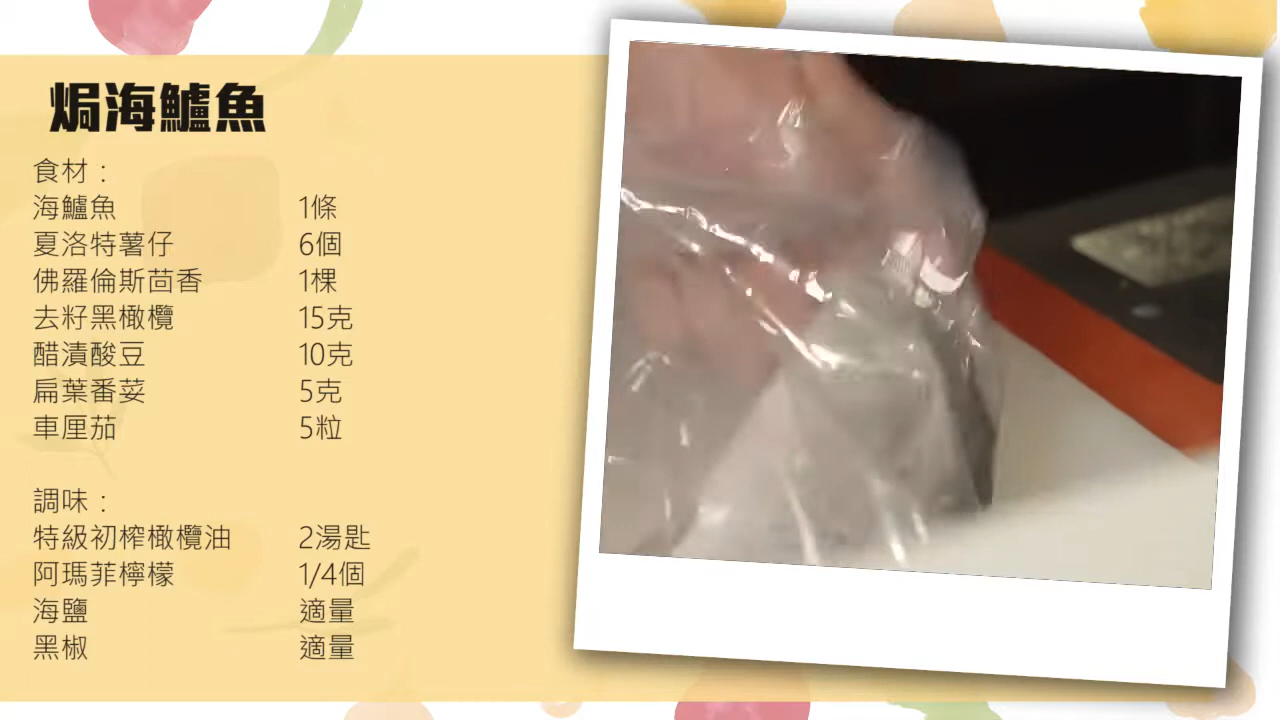 焗海鱸魚
食材：
海鱸魚 1條
夏洛特薯仔 6個
佛羅倫斯茴香 1棵
去籽黑橄欖 15克
醋漬酸豆 10克
扁葉番荽 5克
車厘茄 5粒
調味：
特級初榨橄欖油 2湯匙
阿瑪菲檸檬 1/4個
海鹽 適量
黑椒 適量